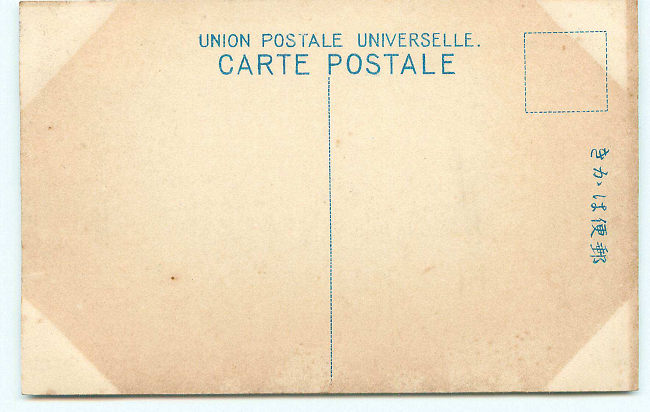 UNION POSTALE UNIVERSELLE.
CARTE POSTALE
郵便はかき